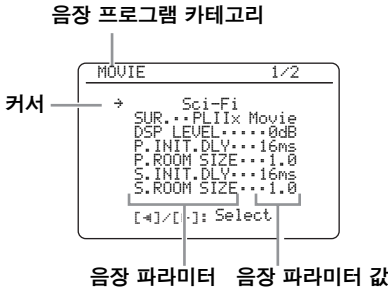 음장 프로그램 카테고리
MOVIE 1/2
커서
→ Sci-Fi
SUR.··PLIIx Movie
DSP LEVEL·····0dB
P.INIT.DLY···16ms
P.ROOM SIZE···1.0
S.INIT.DLY···16ms
S.ROOM SIZE···1.0
[◂]/[▸]: Select
음장 파라미터 음장 파라미터 값